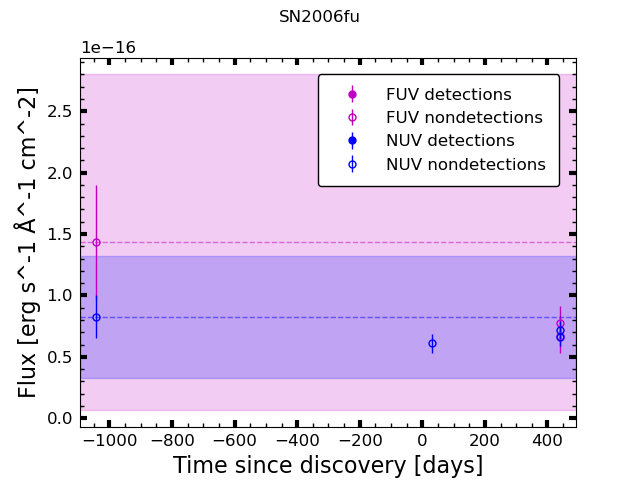 SN2006fu
1e−16
FUV detections
FUV nondetections
NUV detections
NUV nondetections
Flux [erg s^-1 Å^-1 cm^-2]
2.5
2.0
1.5
1.0
0.5
0.0
−1000 −800 −600 −400 −200 0 200 400
Time since discovery [days]